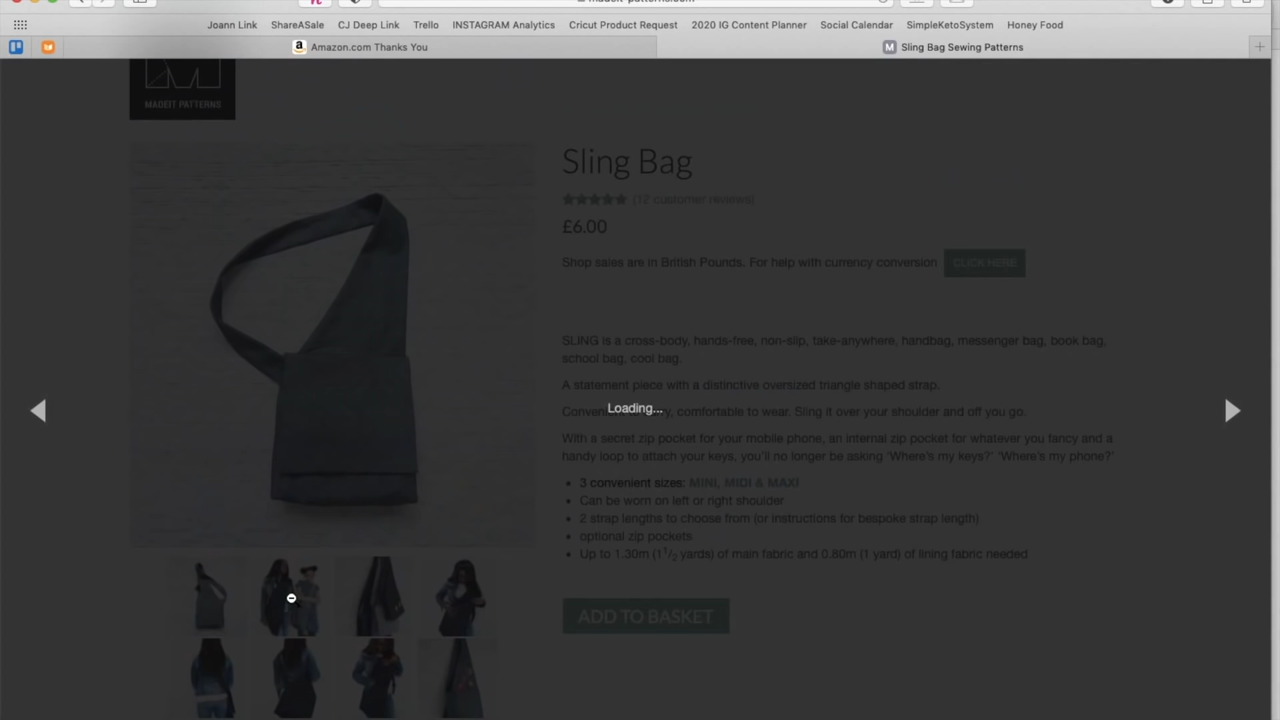 Joann Link ShareASale CJ Deep Link Trello INSTAGRAM Analytics Cricut Product Request 2020 IG Content Planner Social Calendar SimpleKetoSystem Honey Food
Amazon.com Thanks You
Sling Bag Sewing Patterns
MADEIT PATTERNS
Sling Bag
(12 customer reviews)
£6.00
Shop sales are in British Pounds. For help with currency conversion CLICK HERE
SLING is a cross-body, hands-free, non-slip, take-anywhere, handbag, messenger bag, book bag,
school bag, cool bag.
A statement piece with a distinctive oversized triangle shaped strap.
Loading...
comfortable to wear. Sling it over your shoulder and off you go.
With a secret zip pocket for your mobile phone, an internal zip pocket for whatever you fancy and a
handy loop to attach your keys, you'll no longer be asking 'Where's my keys?' 'Where's my phone?'
• 3 convenient sizes: MINI, MIDI & MAXI
• Can be worn on left or right shoulder
• 2 strap lengths to choose from (or instructions for bespoke strap length)
• optional zip pockets
• Up to 1.30m (1 1/2 yards) of main fabric and 0.80m (1 yard) of lining fabric needed
ADD TO BASKET